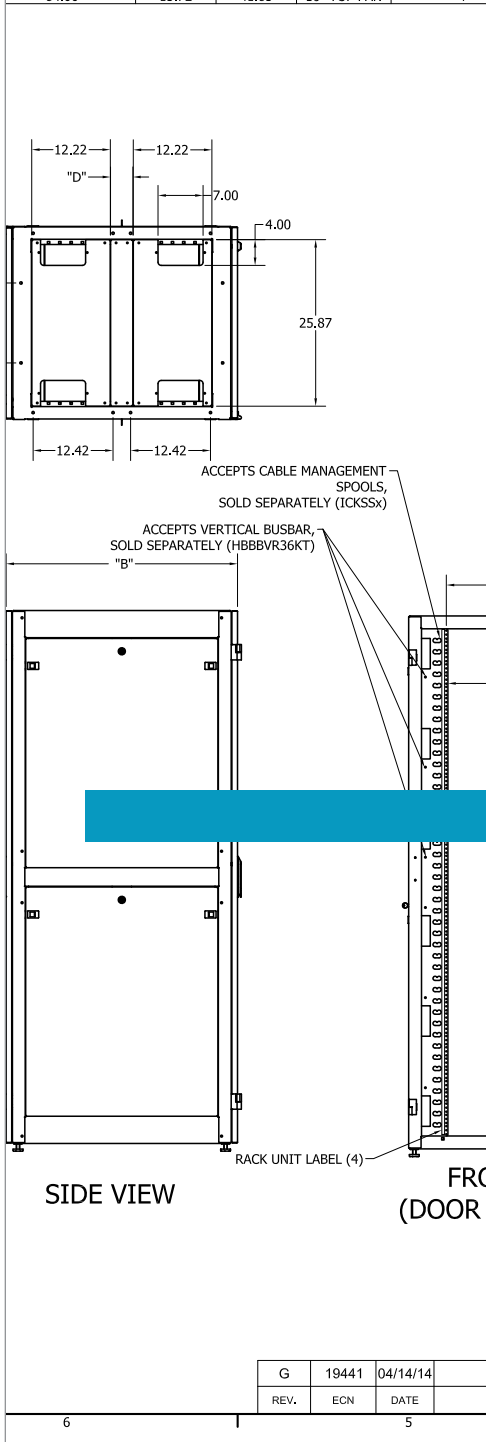 12.22
12.22
"D"
7.00
4.00
25.87
12.42
12.42
ACCEPTS CABLE MANAGEMENT
SPOOLS,
SOLD SEPARATELY (ICKSSx)
ACCEPTS VERTICAL BUSBAR,
SOLD SEPARATELY (HBBBVR36KT)
"B"
RACK UNIT LABEL (4)
SIDE VIEW
FRO
(DOOR
G 19441 04/14/14
REV. ECN DATE
6 5